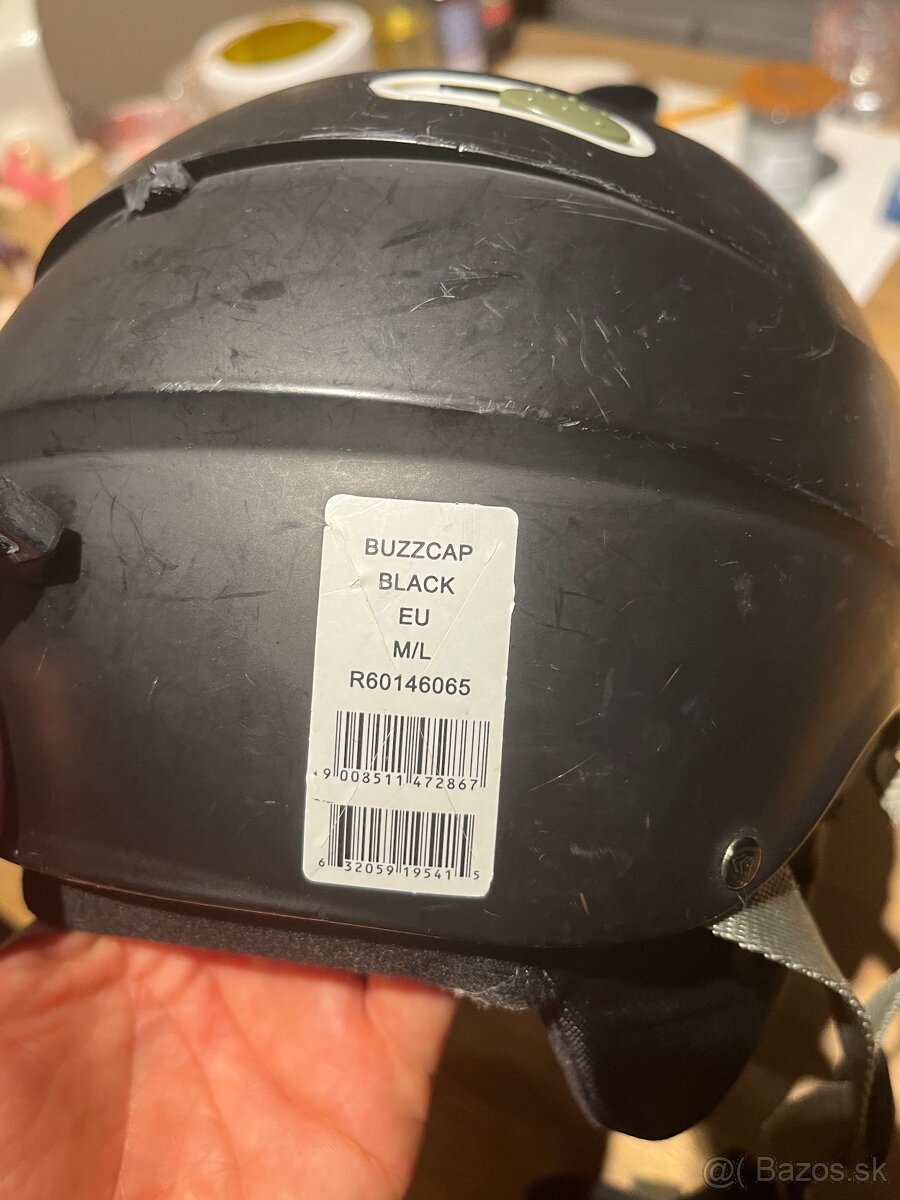 BUZZCAP
BLACK
EU
M/L
R60146065
9 008511 472867
6 32059 19541 5
@( Bazos.sk